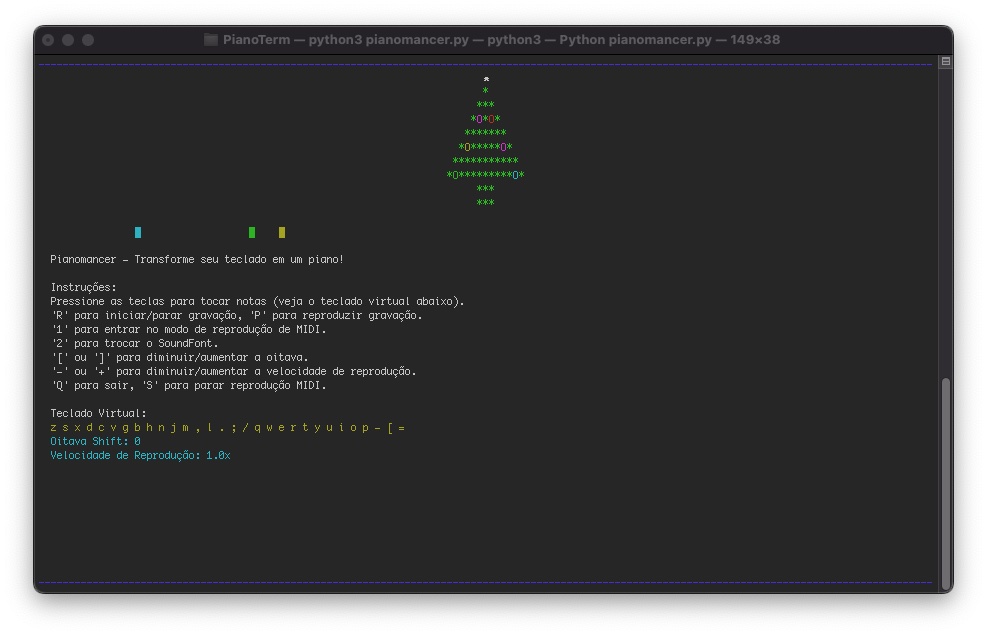 PianoTerm — python3 pianomancer.py — python3 — Python pianomancer.py — 149×38
*
*
***
*O*O*
*******
*O*****O*
***********
*O*********O*
***
***
Pianomancer - Transforme seu teclado em um piano!
Instruções:
Pressione as teclas para tocar notas (veja o teclado virtual abaixo).
'R' para iniciar/parar gravação, 'P' para reproduzir gravação.
'1' para entrar no modo de reprodução de MIDI.
'2' para trocar o SoundFont.
'[' ou ']' para diminuir/aumentar a oitava.
'-' ou '+' para diminuir/aumentar a velocidade de reprodução.
'Q' para sair, 'S' para parar reprodução MIDI.
Teclado Virtual:
z s x d c v g b h n j m , l . ; / q w e r t y u i o p - [ =
Oitava Shift: 0
Velocidade de Reprodução: 1.0x